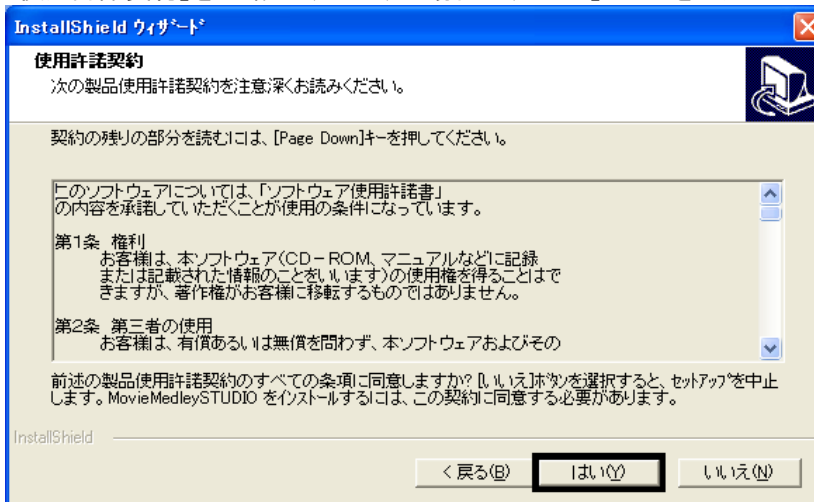 InstallShield ウィザード
使用許諾契約
次の製品使用許諾契約を注意深くお読みください。
契約の残りの部分を読むには、[Page Down]キーを押してください。
このソフトウェアについては、「ソフトウェア使用許諾書」
の内容を承諾していただくことが使用の条件になっています。
第1条 権利
お客様は、本ソフトウェア(CD-ROM、マニュアルなどに記録
または記載された情報のことをいいます)の使用権を得ることはで
きますが、著作権がお客様に移転するものではありません。
第2条 第三者の使用
お客様は、有償あるいは無償を問わず、本ソフトウェアおよびその
前述の製品使用許諾契約のすべての条項に同意しますか? [いいえ]ボタンを選択すると、セットアップを中止
します。MovieMedleySTUDIO をインストールするには、この契約に同意する必要があります。
InstallShield
< 戻る(B) はい(Y) いいえ(N)